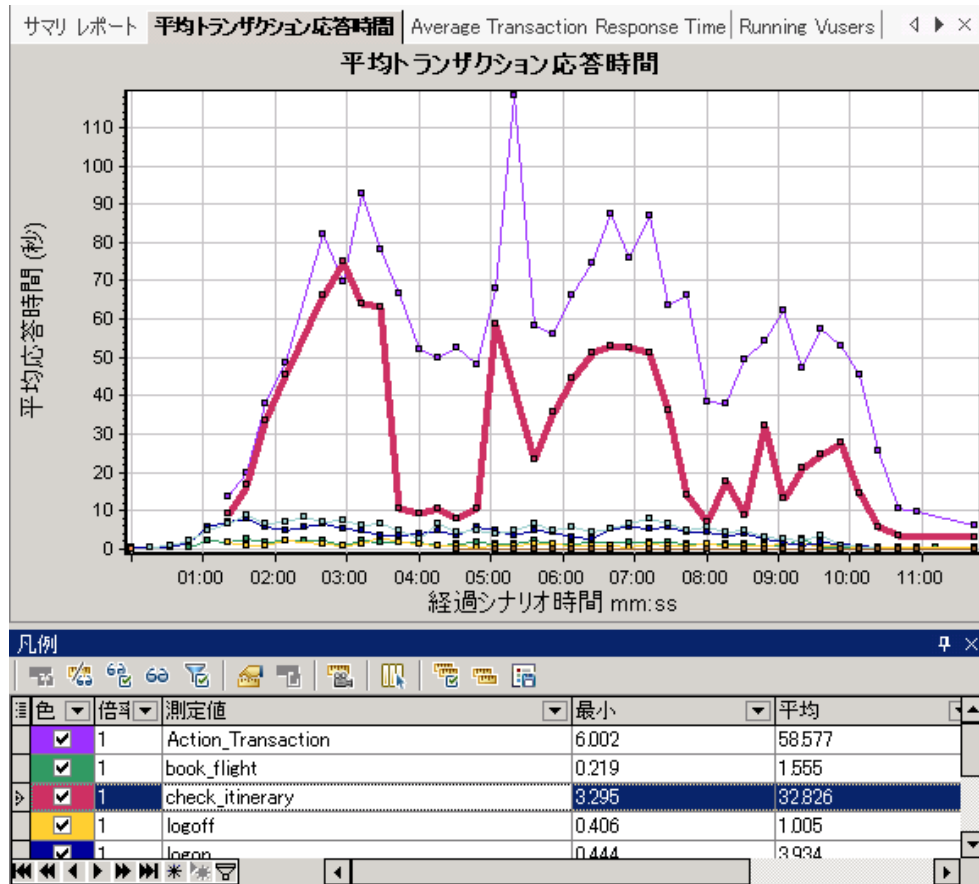 サマリ レポート 平均トランザクション応答時間 Average Transaction Response Time Running Vusers
平均トランザクション応答時間
平均応答時間 (秒)
110
100
90
80
70
60
50
40
30
20
10
0
01:00 02:00 03:00 04:00 05:00 06:00 07:00 08:00 09:00 10:00 11:00
経過シナリオ時間 mm:ss
凡例
色 倍率 測定値 最小 平均
1 Action_Transaction 6.002 58.577
1 book_flight 0.219 1.555
1 check_itinerary 3.295 32.826
1 logoff 0.406 1.005
1 logon 0.444 3.934